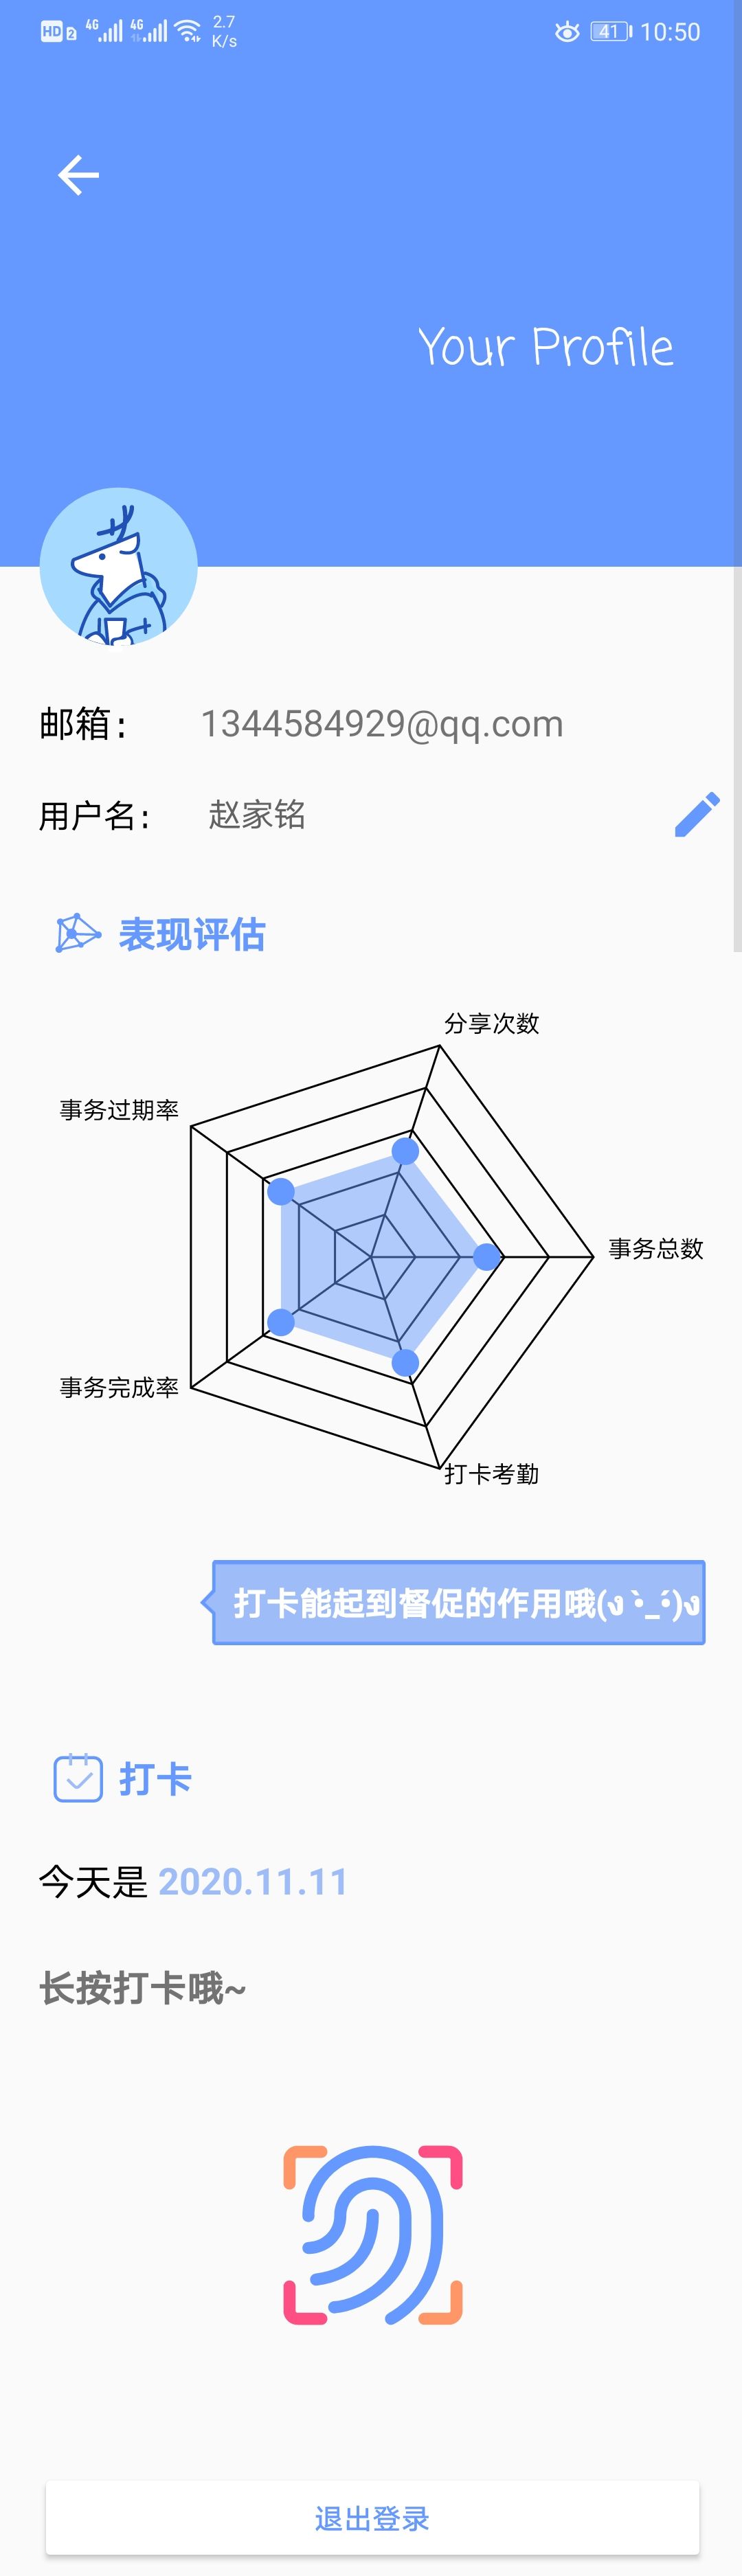 HD 2 4G 4G 2.7 K/s 41 10:50
Your Profile
邮箱: 1344584929@qq.com
用户名: 赵家铭
表现评估
分享次数
事务过期率
事务总数
事务完成率
打卡考勤
打卡能起到督促的作用哦(ง •̀_•́)ง
打卡
今天是 2020.11.11
长按打卡哦~
退出登录